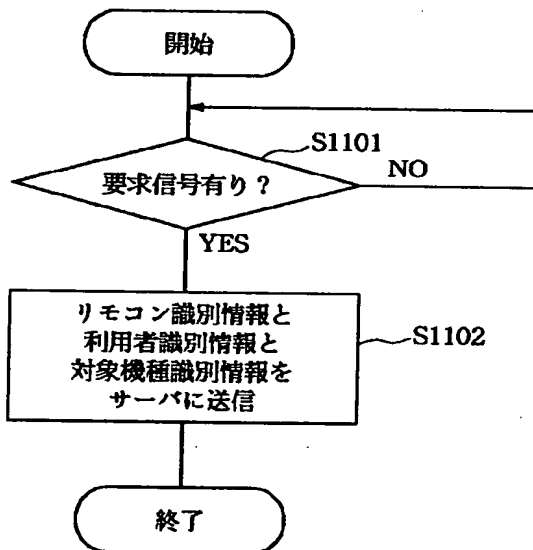 開始
S1101
要求信号有り？
NO
YES
リモコン識別情報と
利用者識別情報と
対象機種識別情報を
サーバに送信
S1102
終了